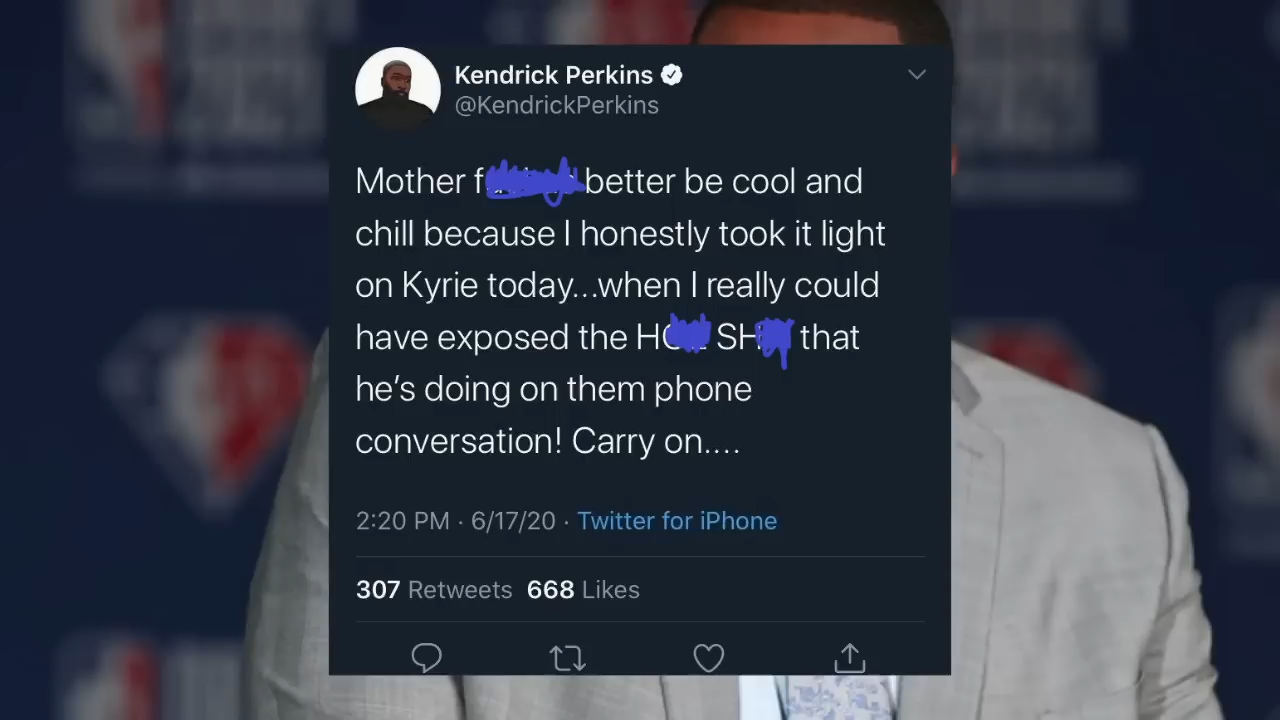 Kendrick Perkins
@KendrickPerkins
Mother f better be cool and
chill because I honestly took it light
on Kyrie today...when I really could
have exposed the H SH that
he's doing on them phone
conversation! Carry on....
2:20 PM · 6/17/20 · Twitter for iPhone
307 Retweets 668 Likes